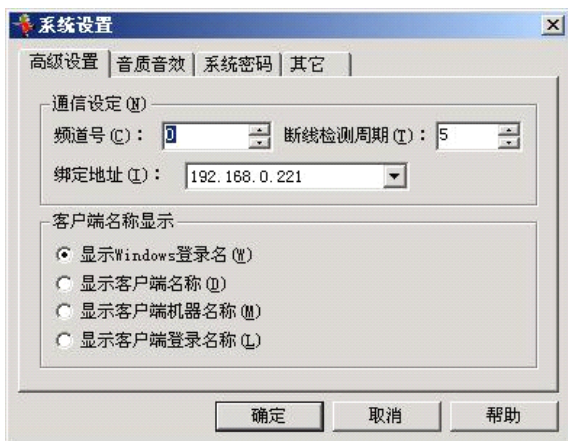 系统设置
高级设置 音质音效 系统密码 其它
通信设定(N)
频道号(C)： 0 断线检测周期(T)： 5
绑定地址(I)： 192.168.0.221
客户端名称显示
显示Windows登录名(W)
显示客户端名称(D)
显示客户端机器名称(M)
显示客户端登录名称(L)
确定 取消 帮助